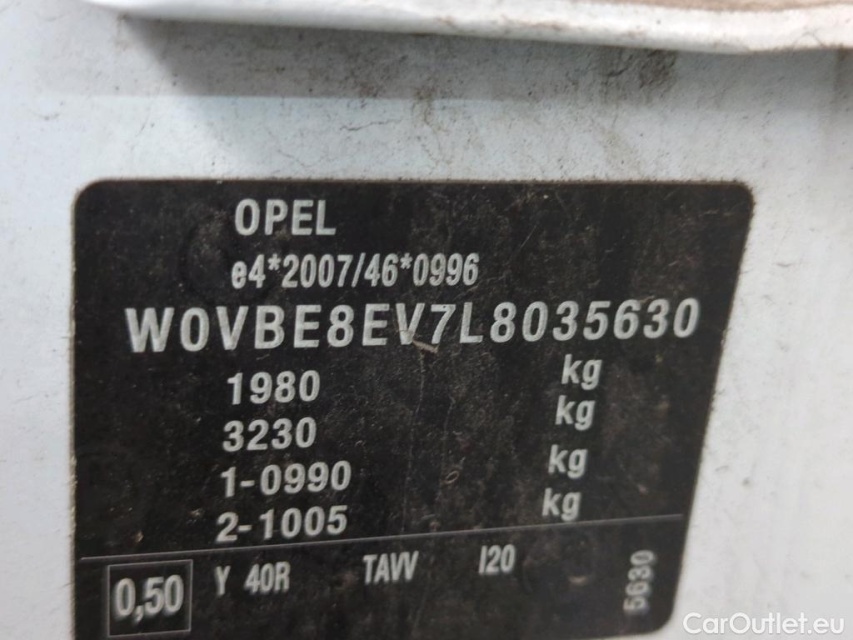 OPEL
e4*2007/46*0996
W0VBE8EV7L8035630
1980 kg
3230 kg
1-0990 kg
2-1005 kg
0,50 Y 40R TAVV I20 5630
CarOutlet.eu